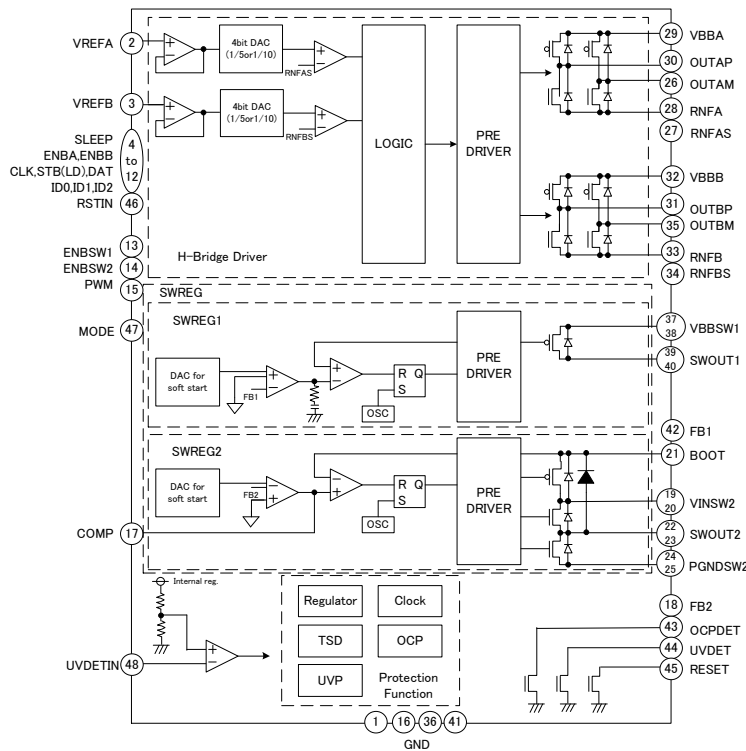 VREFA
2
4bit DAC
(1/5or1/10)
RNFAS
VREFB
3
4bit DAC
(1/5or1/10)
RNFBS
LOGIC
PRE
DRIVER
29
VBBA
30
OUTAP
26
OUTAM
28
RNFA
27
RNFAS
32
VBBB
31
OUTBP
35
OUTBM
33
RNFB
34
RNFBS
SLEEP
ENBA,ENBB
CLK,STB(LD),DAT
ID0,ID1,ID2
4
to
12
RSTIN
46
ENBSW1
13
ENBSW2
14
PWM
15
MODE
47
H-Bridge Driver
SWREG
SWREG1
DAC for
soft start
FB1
R Q
S
OSC
PRE
DRIVER
37
38
VBBSW1
39
40
SWOUT1
42
FB1
SWREG2
DAC for
soft start
FB2
R Q
S
OSC
PRE
DRIVER
21
BOOT
19
20
VINSW2
22
23
SWOUT2
24
25
PGNDSW2
COMP
17
18
FB2
43
OCPDET
44
UVDET
45
RESET
Internal reg.
UVDETIN
48
Regulator
Clock
TSD
OCP
UVP
Protection
Function
1
16
36
41
GND